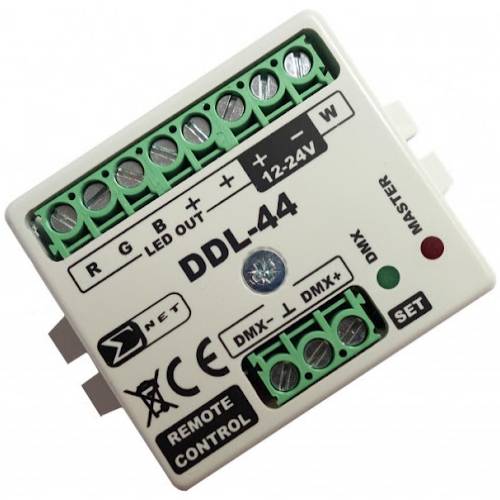 R G B + + + − W
LED OUT
12-24V
DDL-44
MASTER
DMX
Σ NET
DMX- ⊥ DMX+
SET
CE
REMOTE
CONTROL